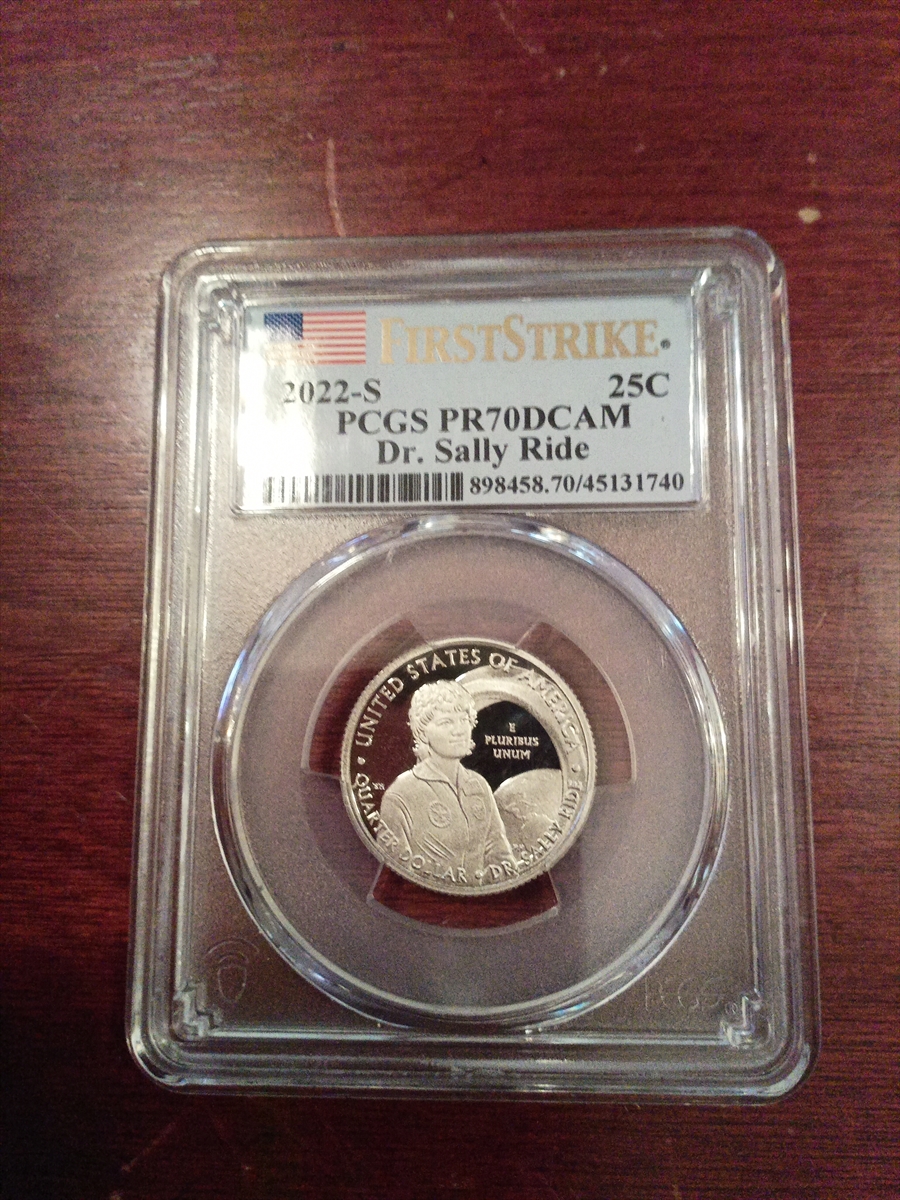 FIRSTSTRIKE®
2022-S 25C
PCGS PR70DCAM
Dr. Sally Ride
898458.70/45131740
UNITED STATES OF AMERICA
E
PLURIBUS
UNUM
QUARTER DOLLAR • DR. SALLY RIDE
PCGS